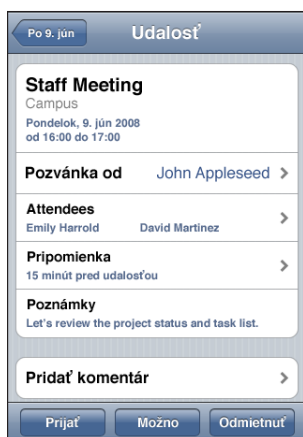 Po 9. jún
Udalosť
Staff Meeting
Campus
Pondelok, 9. jún 2008
od 16:00 do 17:00
Pozvánka od John Appleseed
Attendees
Emily Harrold David Martinez
Pripomienka
15 minút pred udalosťou
Poznámky
Let's review the project status and task list.
Pridať komentár
Prijať Možno Odmietnuť